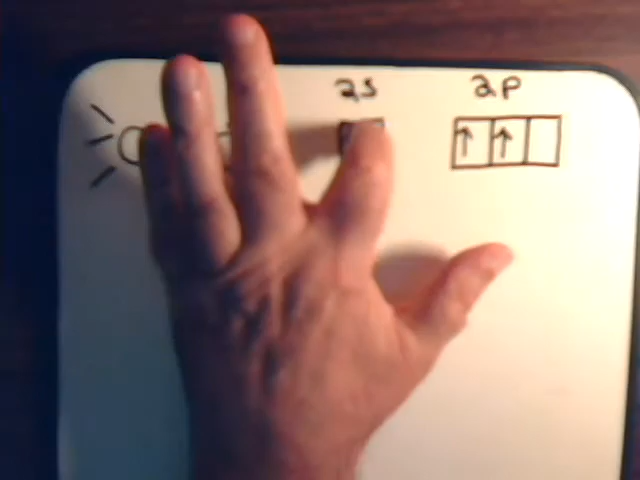 2s 2p
↑ ↑